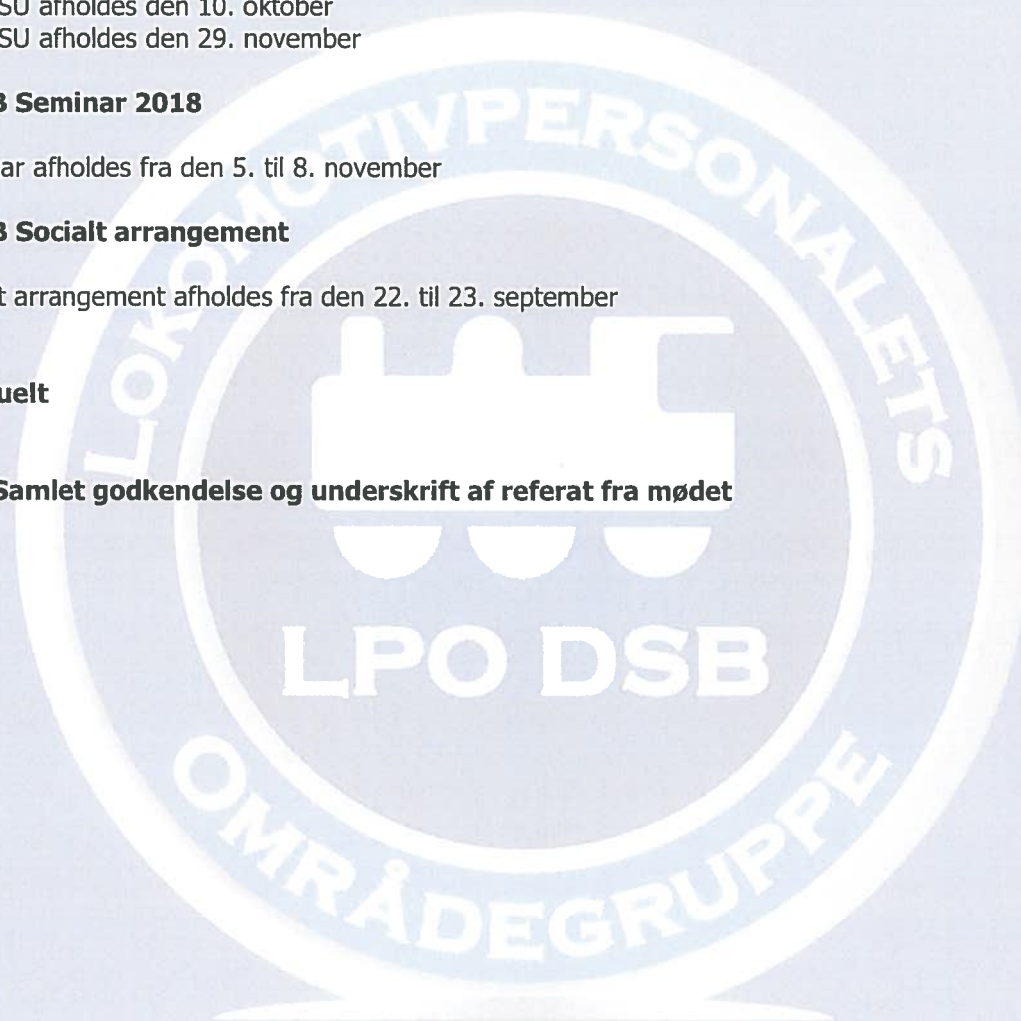 SU afholdes den 10. oktober
SU afholdes den 29. november
B Seminar 2018
ar afholdes fra den 5. til 8. november
B Socialt arrangement
t arrangement afholdes fra den 22. til 23. september
uelt
Samlet godkendelse og underskrift af referat fra mødet
LOKOMOTIVPERSONALETS
LPO DSB
OMRÅDEGRUPPE